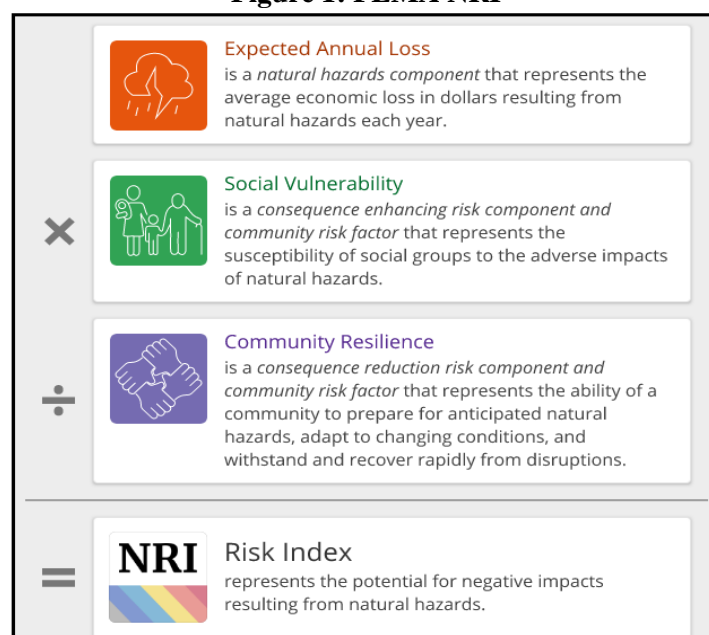 Figure 1: FEMA NRI
Expected Annual Loss
is a natural hazards component that represents the
average economic loss in dollars resulting from
natural hazards each year.
×
Social Vulnerability
is a consequence enhancing risk component and
community risk factor that represents the
susceptibility of social groups to the adverse impacts
of natural hazards.
÷
Community Resilience
is a consequence reduction risk component and
community risk factor that represents the ability of a
community to prepare for anticipated natural
hazards, adapt to changing conditions, and
withstand and recover rapidly from disruptions.
=
NRI
Risk Index
represents the potential for negative impacts
resulting from natural hazards.